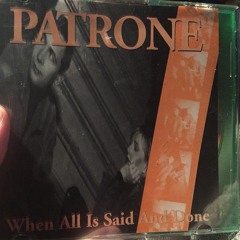 PATRONE
When All Is Said And Done